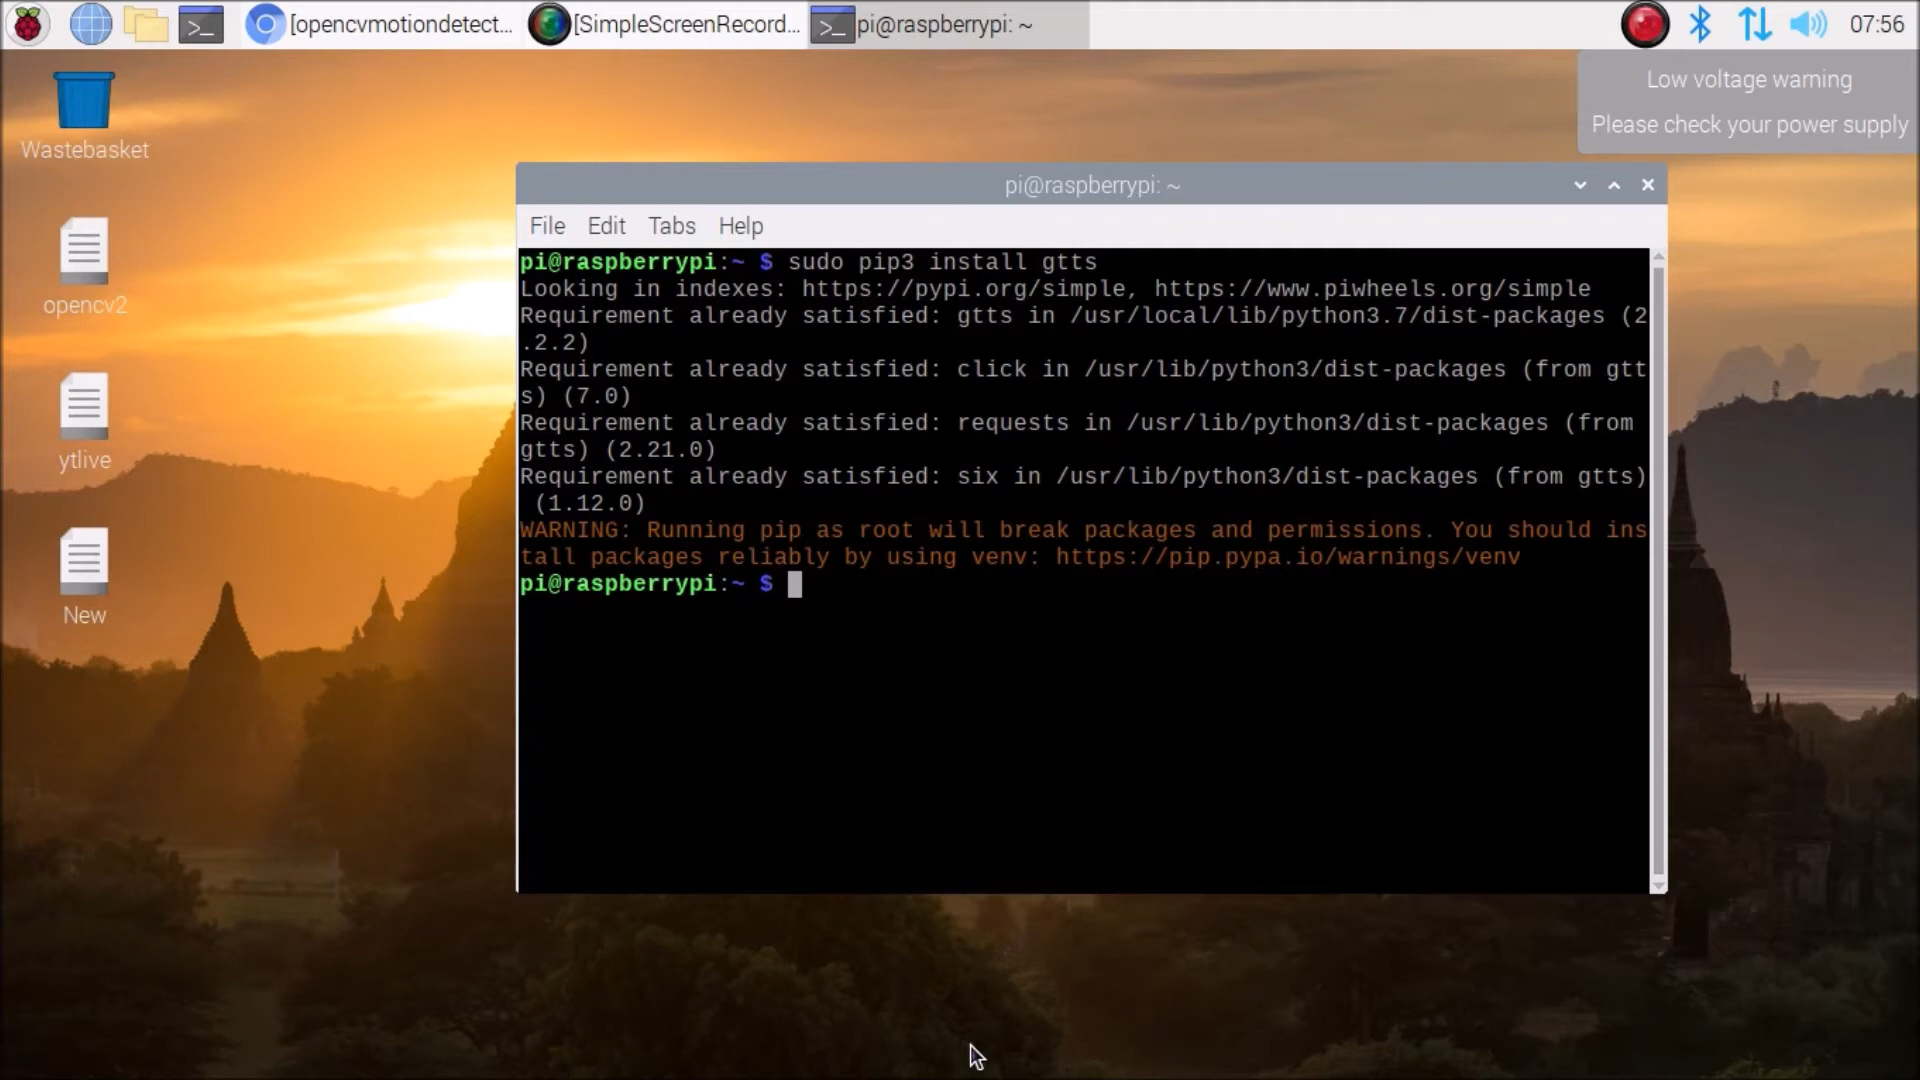 [opencvmotiondetect... [SimpleScreenRecord... pi@raspberrypi: ~ 07:56
Low voltage warning
Please check your power supply
Wastebasket
opencv2
ytlive
New
pi@raspberrypi: ~
File Edit Tabs Help
pi@raspberrypi:~ $ sudo pip3 install gtts
Looking in indexes: https://pypi.org/simple, https://www.piwheels.org/simple
Requirement already satisfied: gtts in /usr/local/lib/python3.7/dist-packages (2
.2.2)
Requirement already satisfied: click in /usr/lib/python3/dist-packages (from gtt
s) (7.0)
Requirement already satisfied: requests in /usr/lib/python3/dist-packages (from
gtts) (2.21.0)
Requirement already satisfied: six in /usr/lib/python3/dist-packages (from gtts)
(1.12.0)
WARNING: Running pip as root will break packages and permissions. You should ins
tall packages reliably by using venv: https://pip.pypa.io/warnings/venv
pi@raspberrypi:~ $